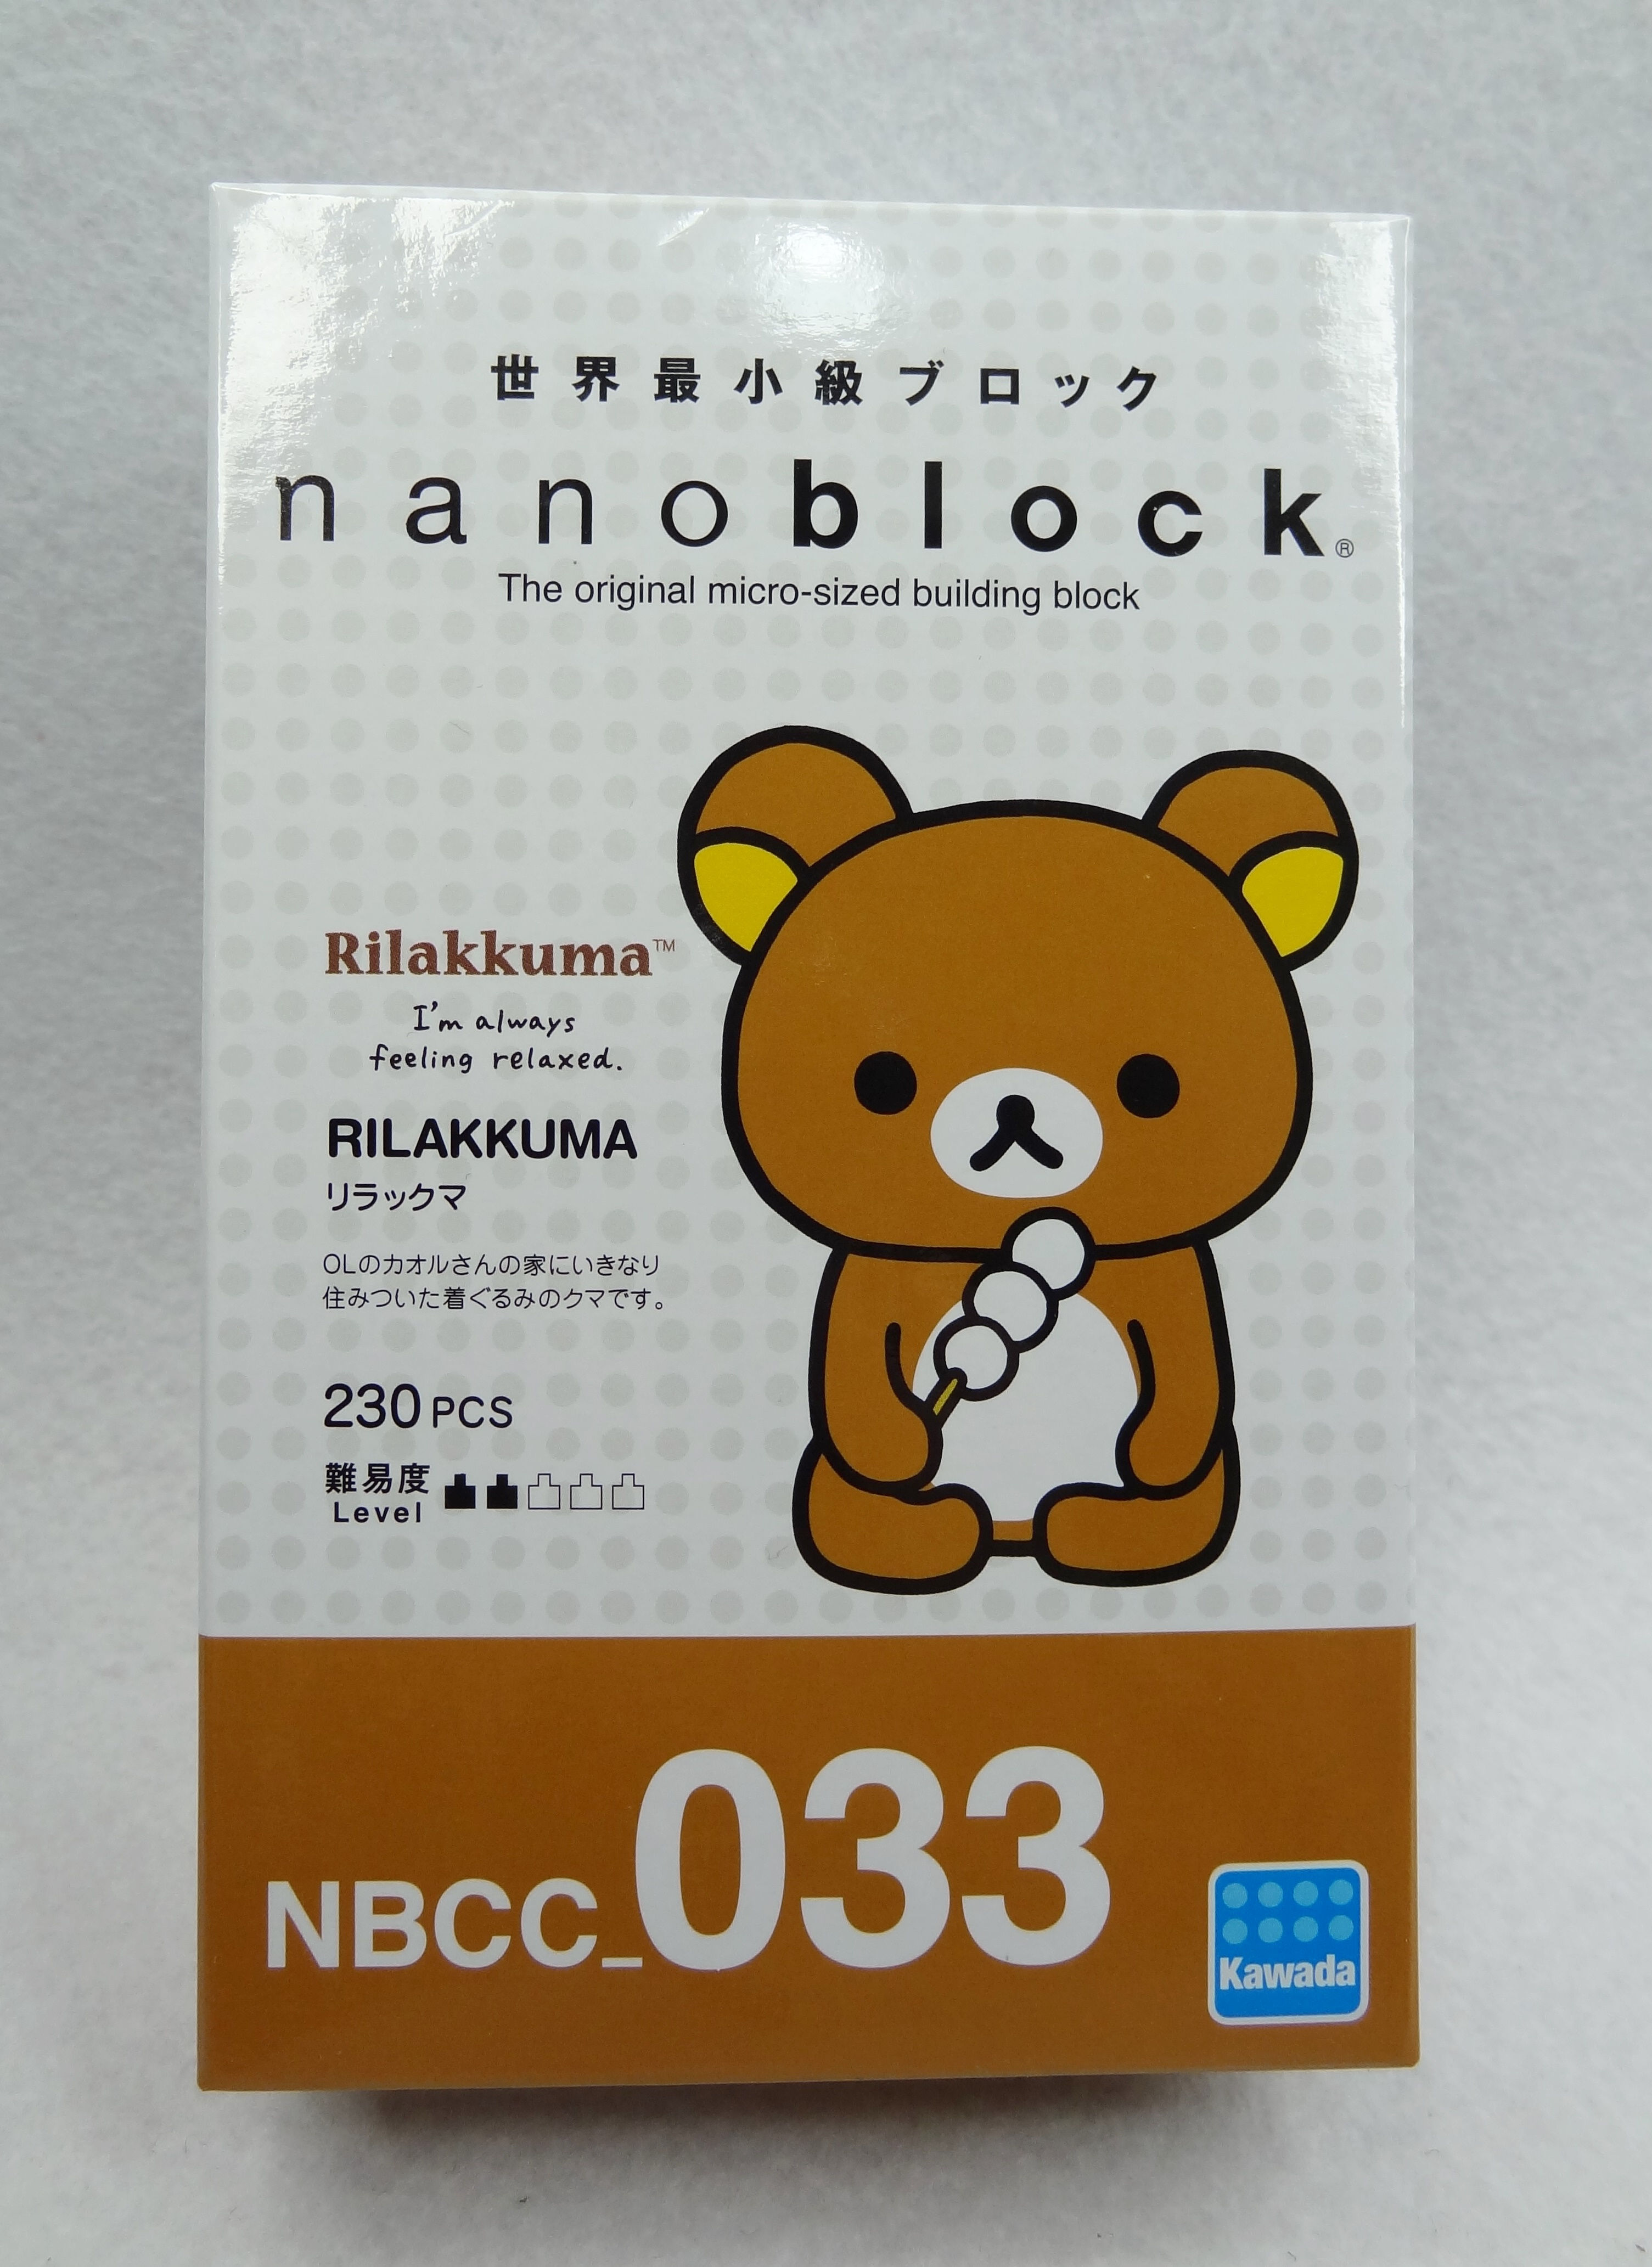 世界最小級ブロック
nanoblock®
The original micro-sized building block
Rilakkuma™
I'm always
feeling relaxed.
RILAKKUMA
リラックマ
OLのカオルさんの家にいきなり
住みついた着ぐるみのクマです。
230 PCS
難易度
Level
NBCC_033
Kawada